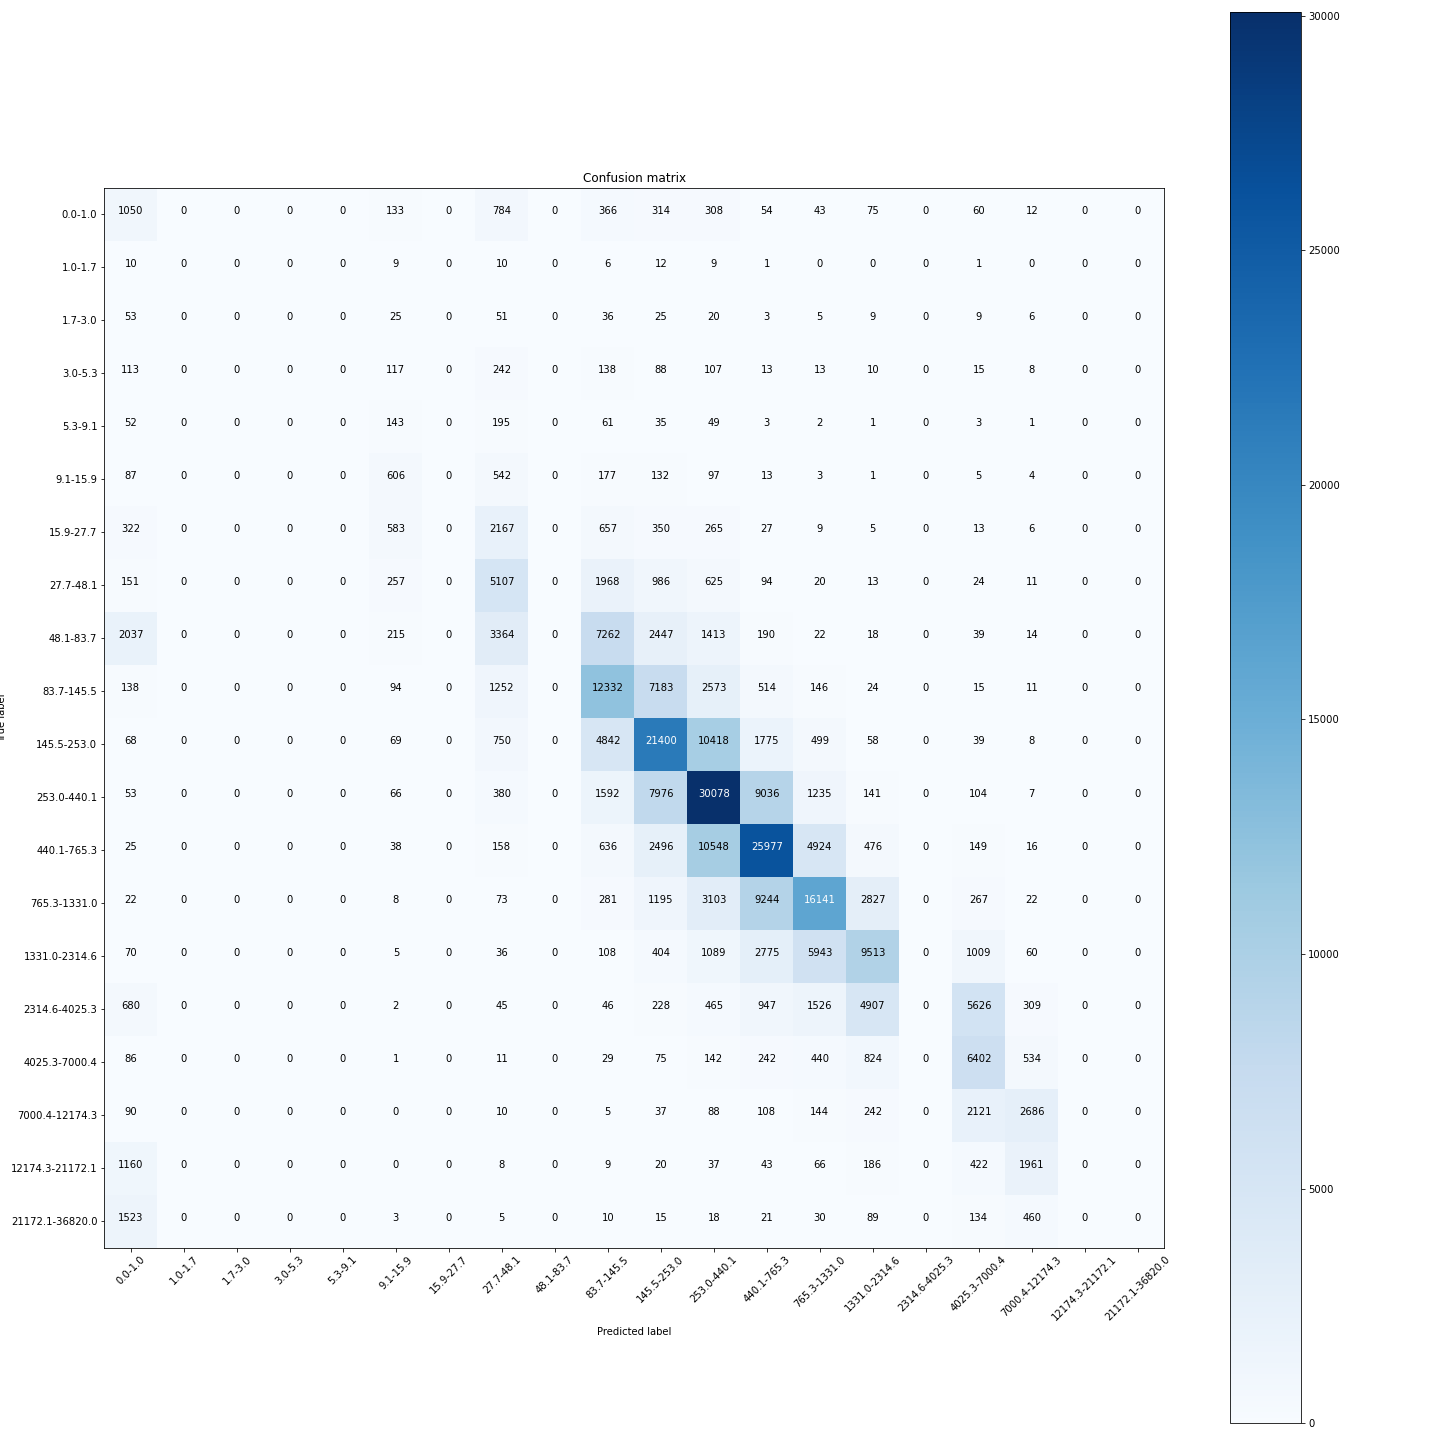 Confusion matrix
0.0-1.0 1050 0 0 0 0 133 0 784 0 366 314 308 54 43 75 0 60 12 0 0
1.0-1.7 10 0 0 0 0 9 0 10 0 6 12 9 1 0 0 0 1 0 0 0
1.7-3.0 53 0 0 0 0 25 0 51 0 36 25 20 3 5 9 0 9 6 0 0
3.0-5.3 113 0 0 0 0 117 0 242 0 138 88 107 13 13 10 0 15 8 0 0
5.3-9.1 52 0 0 0 0 143 0 195 0 61 35 49 3 2 1 0 3 1 0 0
9.1-15.9 87 0 0 0 0 606 0 542 0 177 132 97 13 3 1 0 5 4 0 0
15.9-27.7 322 0 0 0 0 583 0 2167 0 657 350 265 27 9 5 0 13 6 0 0
27.7-48.1 151 0 0 0 0 257 0 5107 0 1968 986 625 94 20 13 0 24 11 0 0
48.1-83.7 2037 0 0 0 0 215 0 3364 0 7262 2447 1413 190 22 18 0 39 14 0 0
83.7-145.5 138 0 0 0 0 94 0 1252 0 12332 7183 2573 514 146 24 0 15 11 0 0
145.5-253.0 68 0 0 0 0 69 0 750 0 4842 21400 10418 1775 499 58 0 39 8 0 0
253.0-440.1 53 0 0 0 0 66 0 380 0 1592 7976 30078 9036 1235 141 0 104 7 0 0
440.1-765.3 25 0 0 0 0 38 0 158 0 636 2496 10548 25977 4924 476 0 149 16 0 0
765.3-1331.0 22 0 0 0 0 8 0 73 0 281 1195 3103 9244 16141 2827 0 267 22 0 0
1331.0-2314.6 70 0 0 0 0 5 0 36 0 108 404 1089 2775 5943 9513 0 1009 60 0 0
2314.6-4025.3 680 0 0 0 0 2 0 45 0 46 228 465 947 1526 4907 0 5626 309 0 0
4025.3-7000.4 86 0 0 0 0 1 0 11 0 29 75 142 242 440 824 0 6402 534 0 0
7000.4-12174.3 90 0 0 0 0 0 0 10 0 5 37 88 108 144 242 0 2121 2686 0 0
12174.3-21172.1 1160 0 0 0 0 0 0 8 0 9 20 37 43 66 186 0 422 1961 0 0
21172.1-36820.0 1523 0 0 0 0 3 0 5 0 10 15 18 21 30 89 0 134 460 0 0
0.0-1.0 1.0-1.7 1.7-3.0 3.0-5.3 5.3-9.1 9.1-15.9 15.9-27.7 27.7-48.1 48.1-83.7 83.7-145.5 145.5-253.0 253.0-440.1 440.1-765.3 765.3-1331.0 1331.0-2314.6 2314.6-4025.3 4025.3-7000.4 7000.4-12174.3 12174.3-21172.1 21172.1-36820.0
Predicted label
30000
25000
20000
15000
10000
5000
0